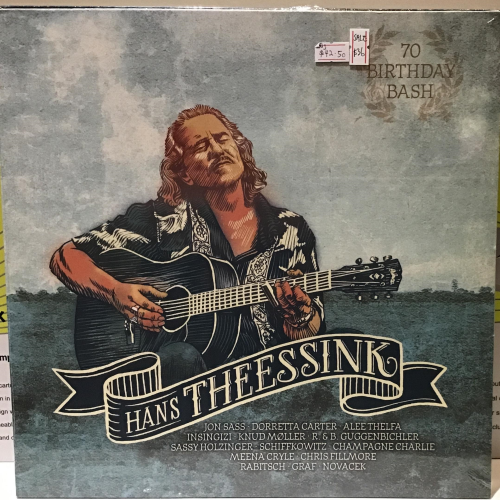 $42.50
SALE
$36
70
BIRTHDAY
BASH
HANS THEESSINK
JON SASS · DORRETTA CARTER · ALEE THELFA
INSINGIZI · KNUD MØLLER · R. & B. GUGGENBICHLER
SASSY HOLZINGER · SCHIFFKOWITZ · CHAMPAGNE CHARLIE
MEENA CRYLE · CHRIS FILLMORE
RABITSCH · GRAF · NOVACEK